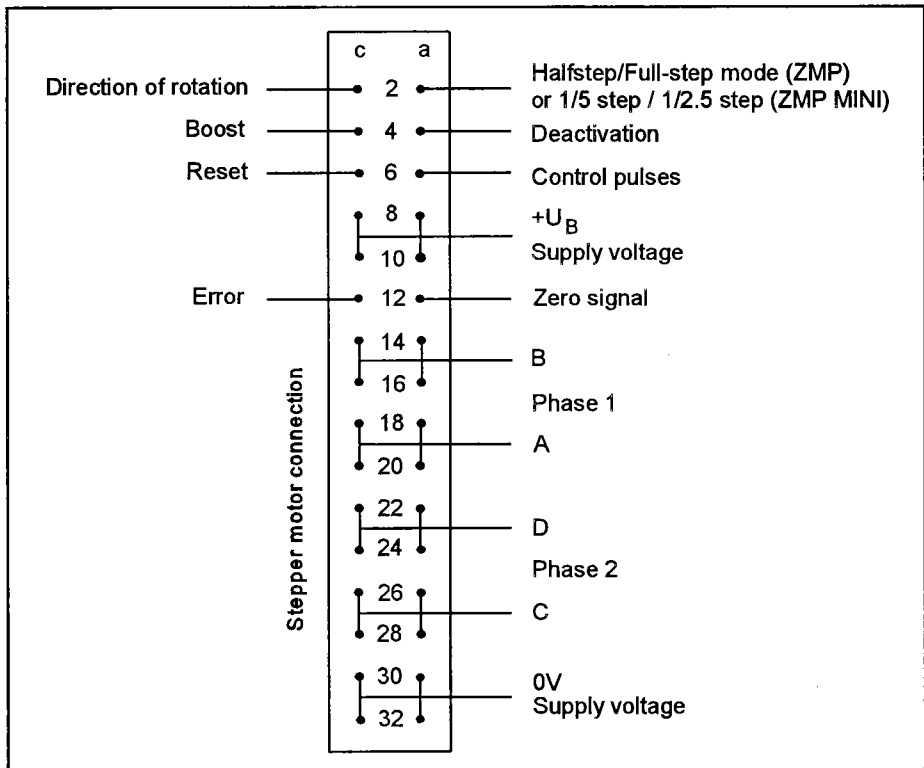 c a
Direction of rotation 2 Halfstep/Full-step mode (ZMP)
or 1/5 step / 1/2.5 step (ZMP MINI)
Boost 4 Deactivation
Reset 6 Control pulses
8 +U_B
10 Supply voltage
Error 12 Zero signal
14
B
16
Phase 1
18
A
20
22
D
24
Phase 2
26
C
28
30 0V
32 Supply voltage
Stepper motor connection